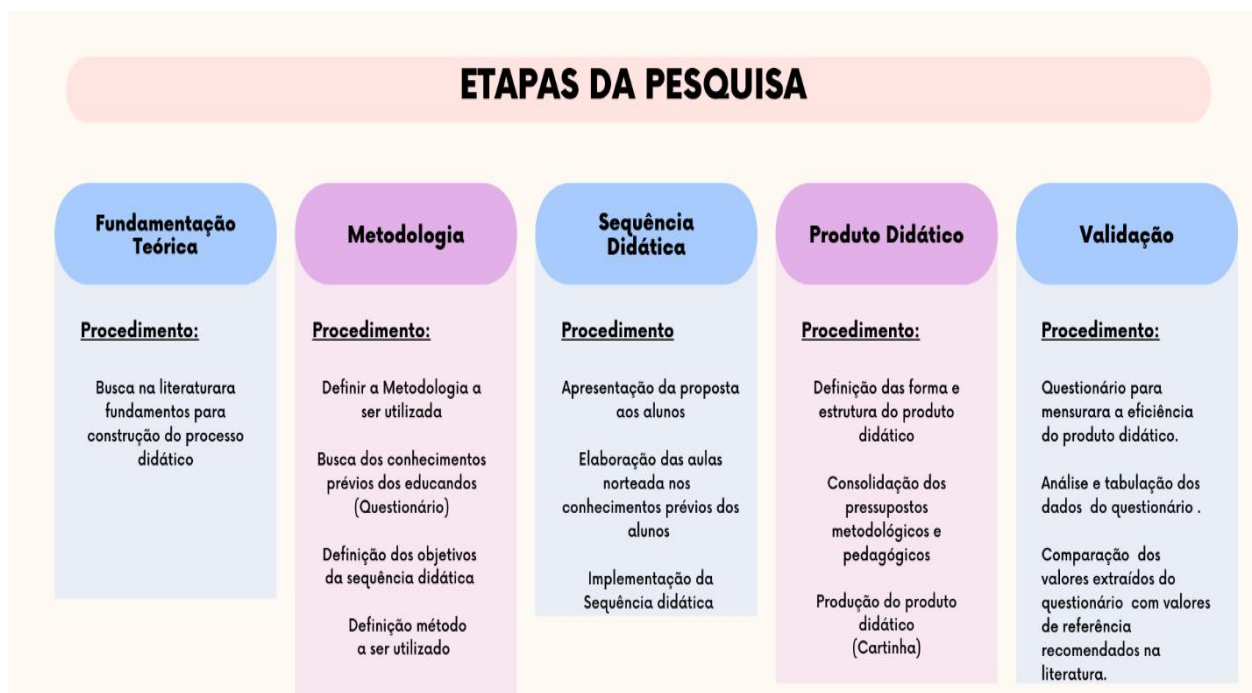 ETAPAS DA PESQUISA
Fundamentação
Teórica
Procedimento:
Busca na literaturara
fundamentos para
construção do processo
didático
Metodologia
Procedimento:
Definir a Metodologia a
ser utilizada
Busca dos conhecimentos
prévios dos educandos
(Questionário)
Definição dos objetivos
da sequência didática
Definição método
a ser utilizado
Sequência
Didática
Procedimento
Apresentação da proposta
aos alunos
Elaboração das aulas
norteada nos
conhecimentos prévios dos
alunos
Implementação da
Sequência didática
Produto Didático
Procedimento:
Definição das forma e
estrutura do produto
didático
Consolidação dos
pressupostos
metodológicos e
pedagógicos
Produção do produto
didático
(Cartinha)
Validação
Procedimento:
Questionário para
mensurara a eficiência
do produto didático.
Análise e tabulação dos
dados do questionário .
Comparação dos
valores extraídos do
questionário com valores
de referência
recomendados na
literatura.